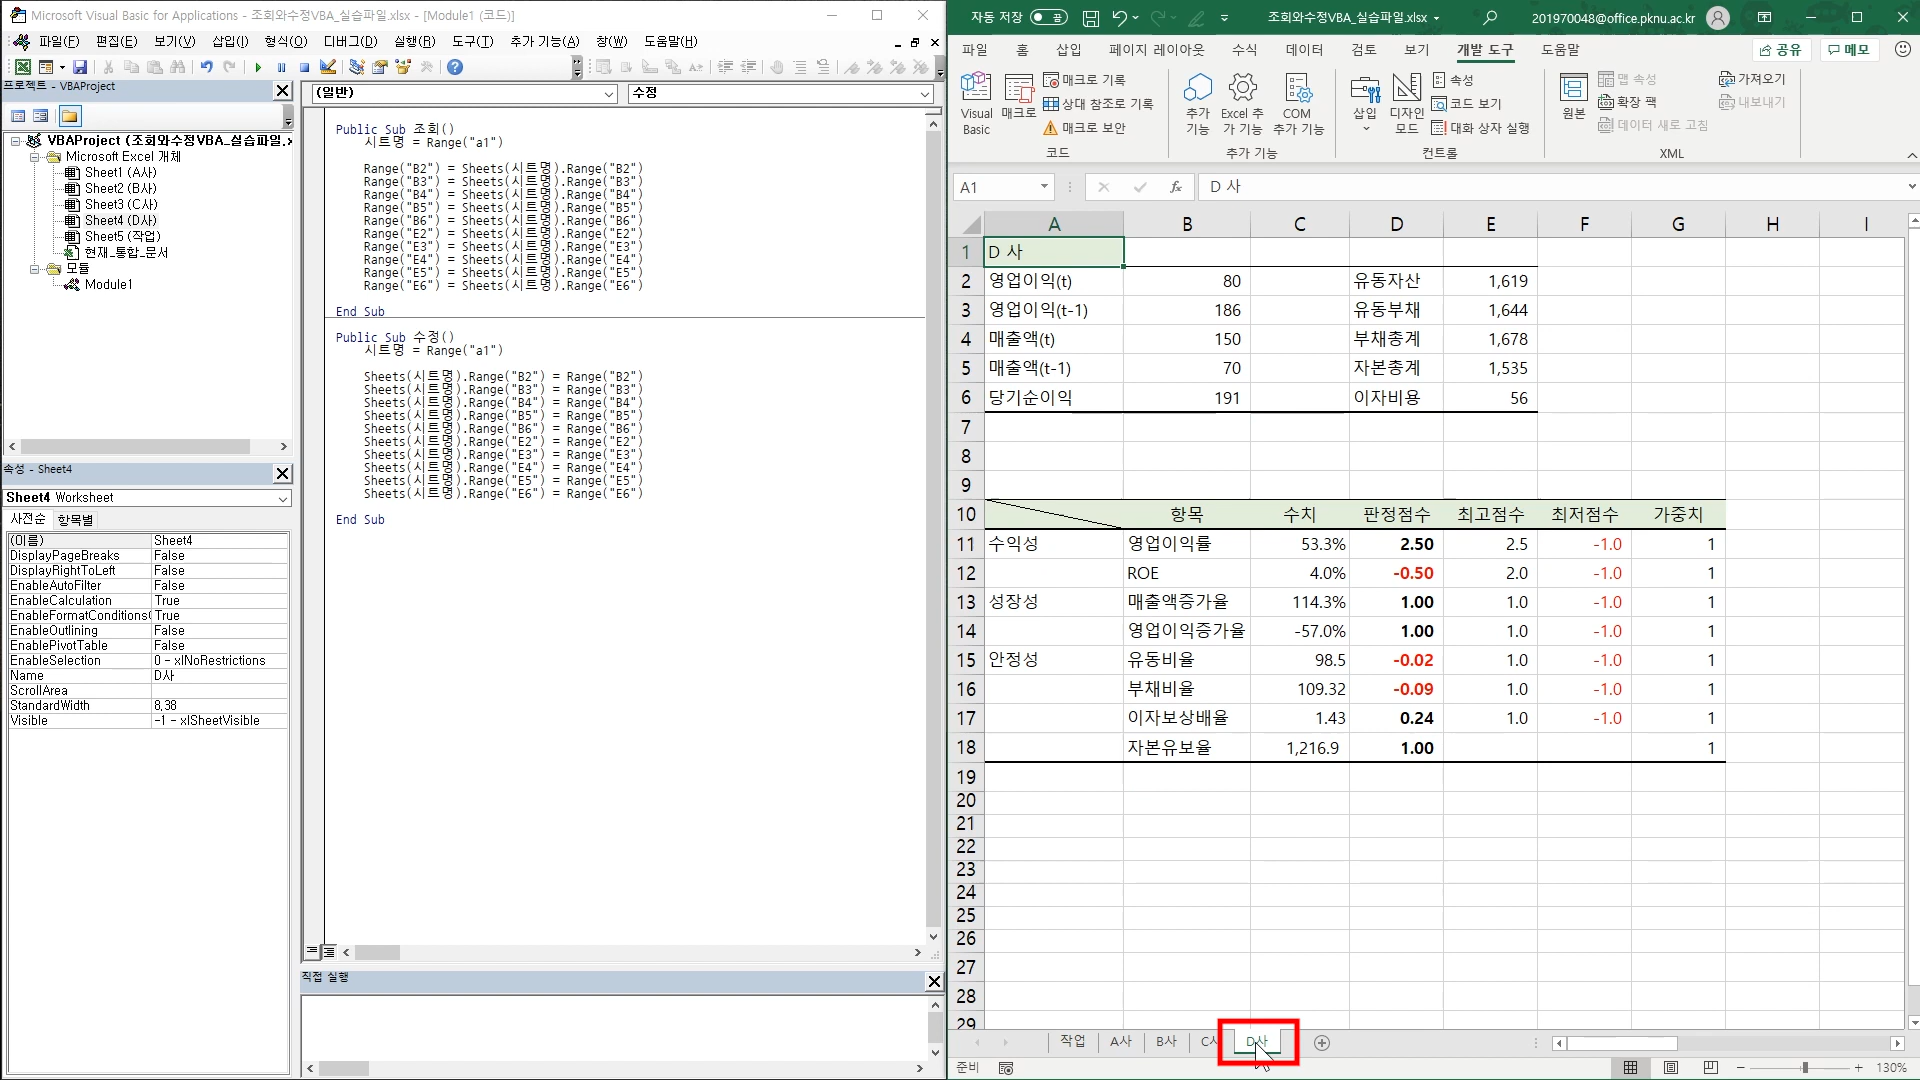 Microsoft Visual Basic for Applications - 조회와수정VBA_실습파일.xlsx - [Module1 (코드)]
파일(F) 편집(E) 보기(V) 삽입(I) 형식(O) 디버그(D) 실행(R) 도구(T) 추가 기능(A) 창(W) 도움말(H)
프로젝트 - VBAProject
VBAProject (조회와수정VBA_실습파일.x
Microsoft Excel 개체
Sheet1 (A사)
Sheet2 (B사)
Sheet3 (C사)
Sheet4 (D사)
Sheet5 (작업)
현재_통합_문서
모듈
Module1
속성 - Sheet4
Sheet4 Worksheet
사전순 항목별
(이름) Sheet4
DisplayPageBreaks False
DisplayRightToLeft False
EnableAutoFilter False
EnableCalculation True
EnableFormatConditions( True
EnableOutlining False
EnablePivotTable False
EnableSelection 0 - xlNoRestrictions
Name D사
ScrollArea
StandardWidth 8,38
Visible -1 - xlSheetVisible
(일반) 수정
Public Sub 조회()
시트명 = Range("a1")
Range("B2") = Sheets(시트명).Range("B2")
Range("B3") = Sheets(시트명).Range("B3")
Range("B4") = Sheets(시트명).Range("B4")
Range("B5") = Sheets(시트명).Range("B5")
Range("B6") = Sheets(시트명).Range("B6")
Range("E2") = Sheets(시트명).Range("E2")
Range("E3") = Sheets(시트명).Range("E3")
Range("E4") = Sheets(시트명).Range("E4")
Range("E5") = Sheets(시트명).Range("E5")
Range("E6") = Sheets(시트명).Range("E6")
End Sub
Public Sub 수정()
시트명 = Range("a1")
Sheets(시트명).Range("B2") = Range("B2")
Sheets(시트명).Range("B3") = Range("B3")
Sheets(시트명).Range("B4") = Range("B4")
Sheets(시트명).Range("B5") = Range("B5")
Sheets(시트명).Range("B6") = Range("B6")
Sheets(시트명).Range("E2") = Range("E2")
Sheets(시트명).Range("E3") = Range("E3")
Sheets(시트명).Range("E4") = Range("E4")
Sheets(시트명).Range("E5") = Range("E5")
Sheets(시트명).Range("E6") = Range("E6")
End Sub
직접 실행
자동 저장 끔 조회와수정VBA_실습파일.xlsx 201970048@office.pknu.ac.kr
파일 홈 삽입 페이지 레이아웃 수식 데이터 검토 보기 개발 도구 도움말 공유 메모
Visual Basic
매크로
매크로 기록
상대 참조로 기록
매크로 보안
코드
추가 기능
Excel 추가 기능
COM 추가 기능
추가 기능
삽입
디자인 모드
속성
코드 보기
대화 상자 실행
컨트롤
원본
맵 속성
확장 팩
데이터 새로 고침
가져오기
내보내기
XML
A1 fx D 사
A B C D E F G H I
1 D 사
2 영업이익(t) 80 유동자산 1,619
3 영업이익(t-1) 186 유동부채 1,644
4 매출액(t) 150 부채총계 1,678
5 매출액(t-1) 70 자본총계 1,535
6 당기순이익 191 이자비용 56
7
8
9
10 항목 수치 판정점수 최고점수 최저점수 가중치
11 수익성 영업이익률 53.3% 2.50 2.5 -1.0 1
12 ROE 4.0% -0.50 2.0 -1.0 1
13 성장성 매출액증가율 114.3% 1.00 1.0 -1.0 1
14 영업이익증가율 -57.0% 1.00 1.0 -1.0 1
15 안정성 유동비율 98.5 -0.02 1.0 -1.0 1
16 부채비율 109.32 -0.09 1.0 -1.0 1
17 이자보상배율 1.43 0.24 1.0 -1.0 1
18 자본유보율 1,216.9 1.00 1
19
20
21
22
23
24
25
26
27
28
29
작업 A사 B사 C사 D사
준비 130%